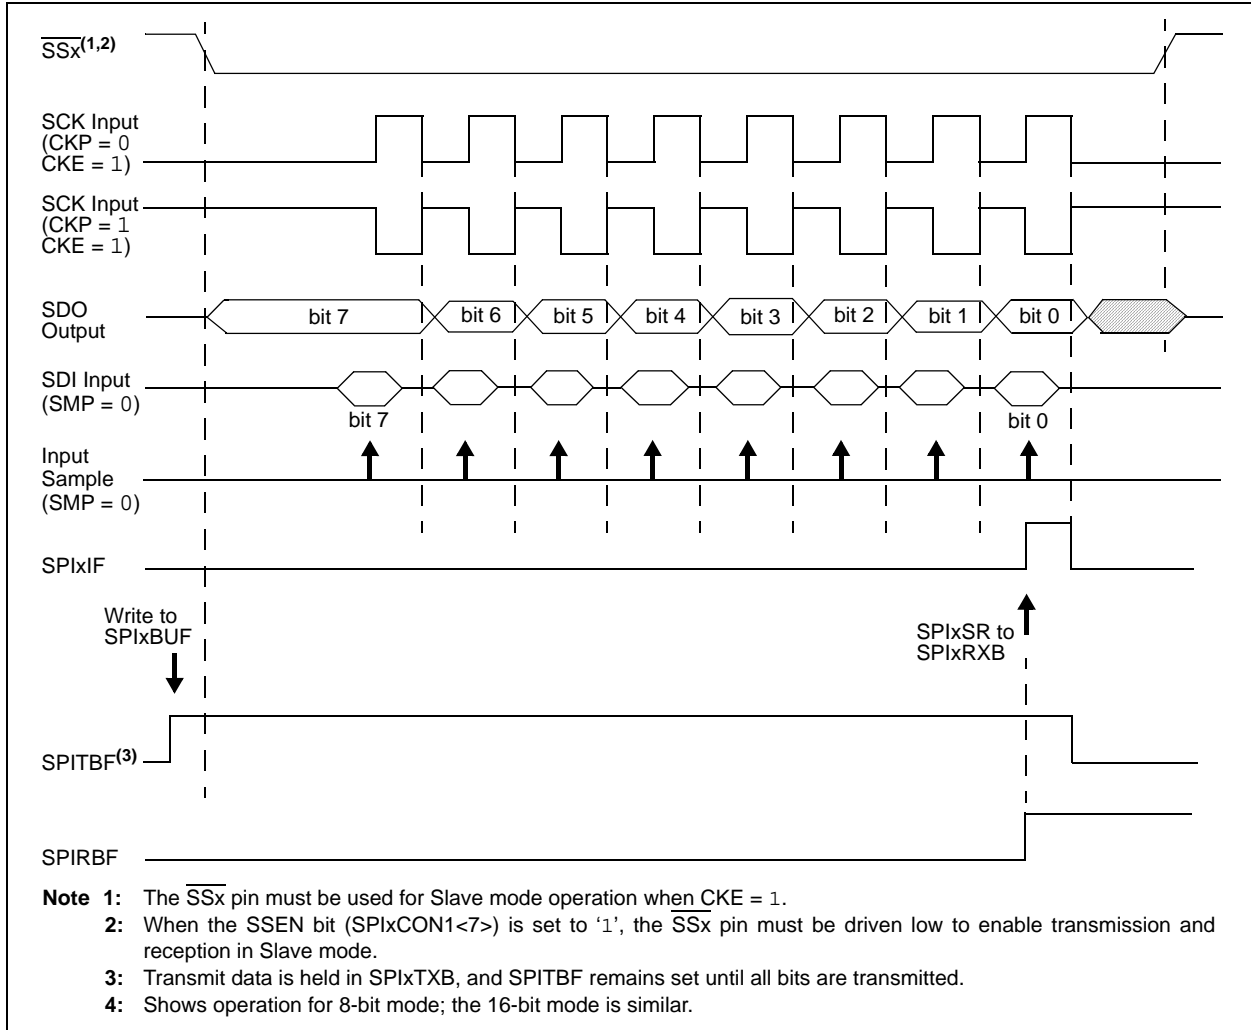 SSx(1,2)
SCK Input
(CKP = 0
CKE = 1)
SCK Input
(CKP = 1
CKE = 1)
SDO
Output
bit 7 bit 6 bit 5 bit 4 bit 3 bit 2 bit 1 bit 0
SDI Input
(SMP = 0)
bit 7 bit 0
Input
Sample
(SMP = 0)
SPIxIF
Write to
SPIxBUF
SPIxSR to
SPIxRXB
SPITBF(3)
SPIRBF
Note 1: The SSx pin must be used for Slave mode operation when CKE = 1.
2: When the SSEN bit (SPIxCON1<7>) is set to ‘1’, the SSx pin must be driven low to enable transmission and
reception in Slave mode.
3: Transmit data is held in SPIxTXB, and SPITBF remains set until all bits are transmitted.
4: Shows operation for 8-bit mode; the 16-bit mode is similar.